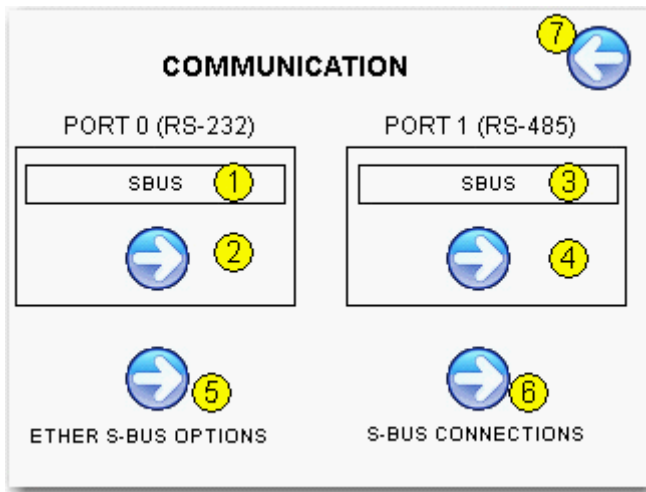 7
COMMUNICATION
PORT 0 (RS-232)
PORT 1 (RS-485)
SBUS 1
SBUS 3
2
4
5
6
ETHER S-BUS OPTIONS
S-BUS CONNECTIONS